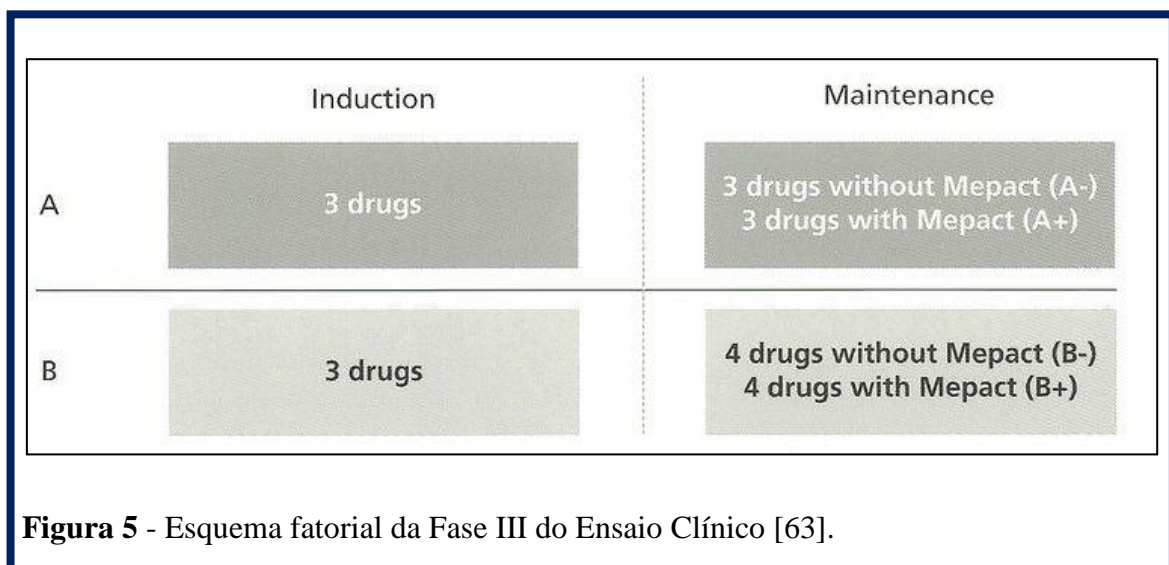 Induction
Maintenance
A
3 drugs
3 drugs without Mepact (A-)
3 drugs with Mepact (A+)
B
3 drugs
4 drugs without Mepact (B-)
4 drugs with Mepact (B+)
Figura 5 - Esquema fatorial da Fase III do Ensaio Clínico [63].